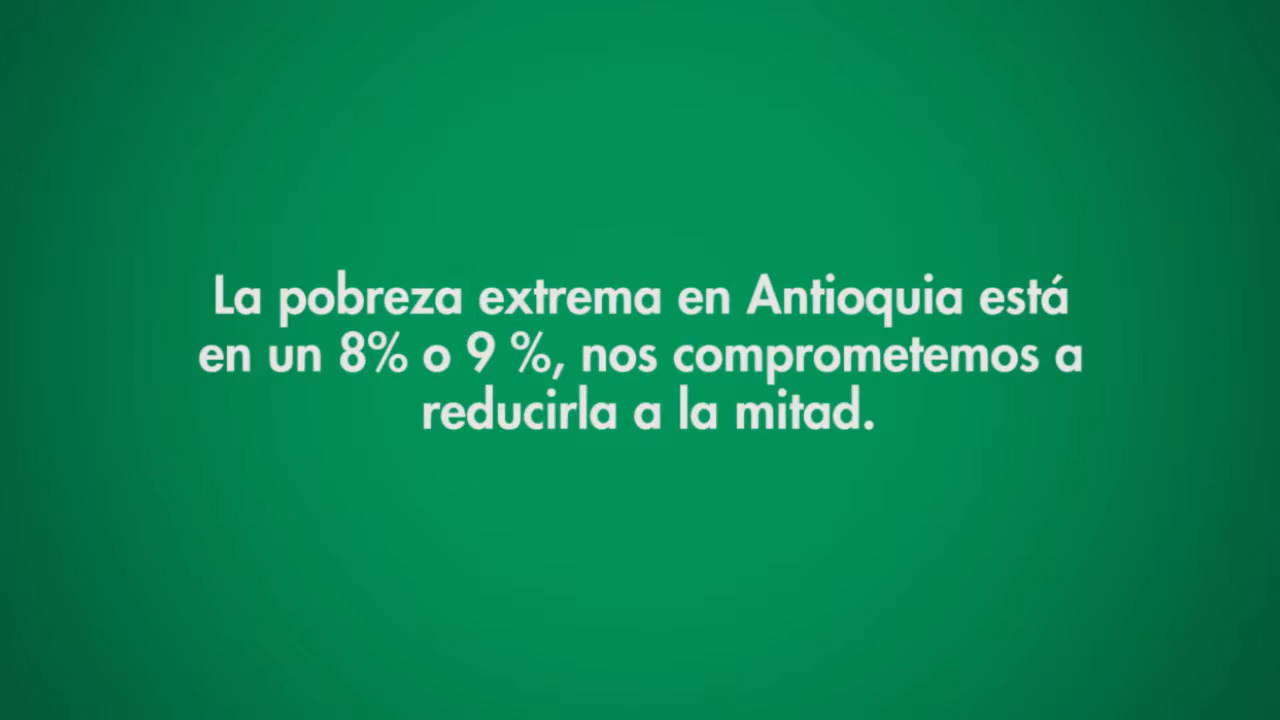 La pobreza extrema en Antioquia está
en un 8% o 9 %, nos comprometemos a
reducirla a la mitad.